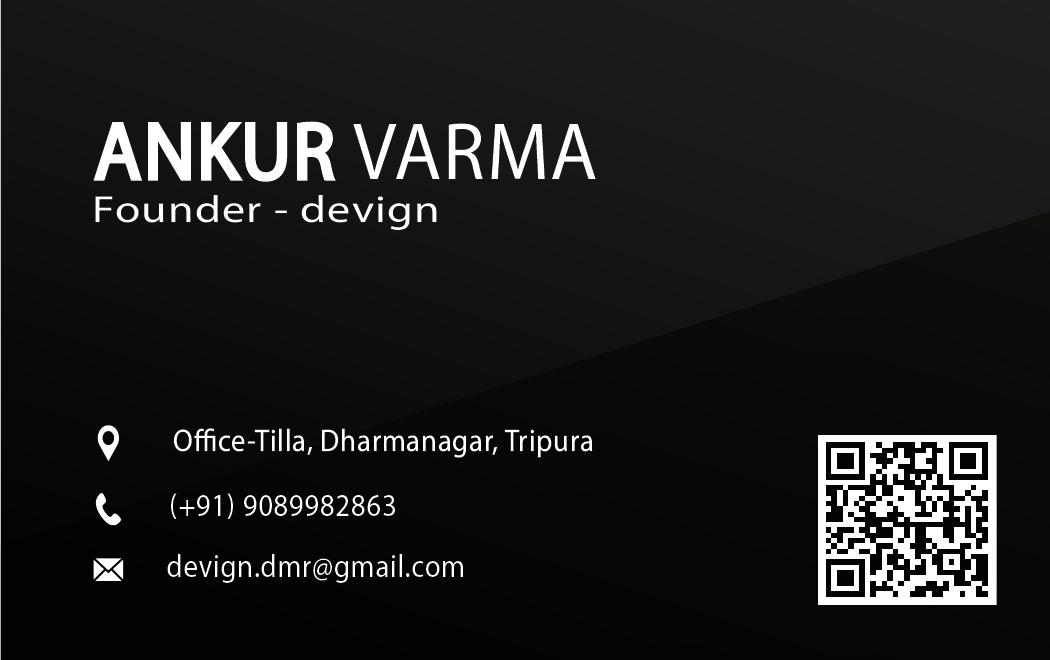 ANKUR VARMA
Founder - devign
Office-Tilla, Dharmanagar, Tripura
(+91) 9089982863
devign.dmr@gmail.com